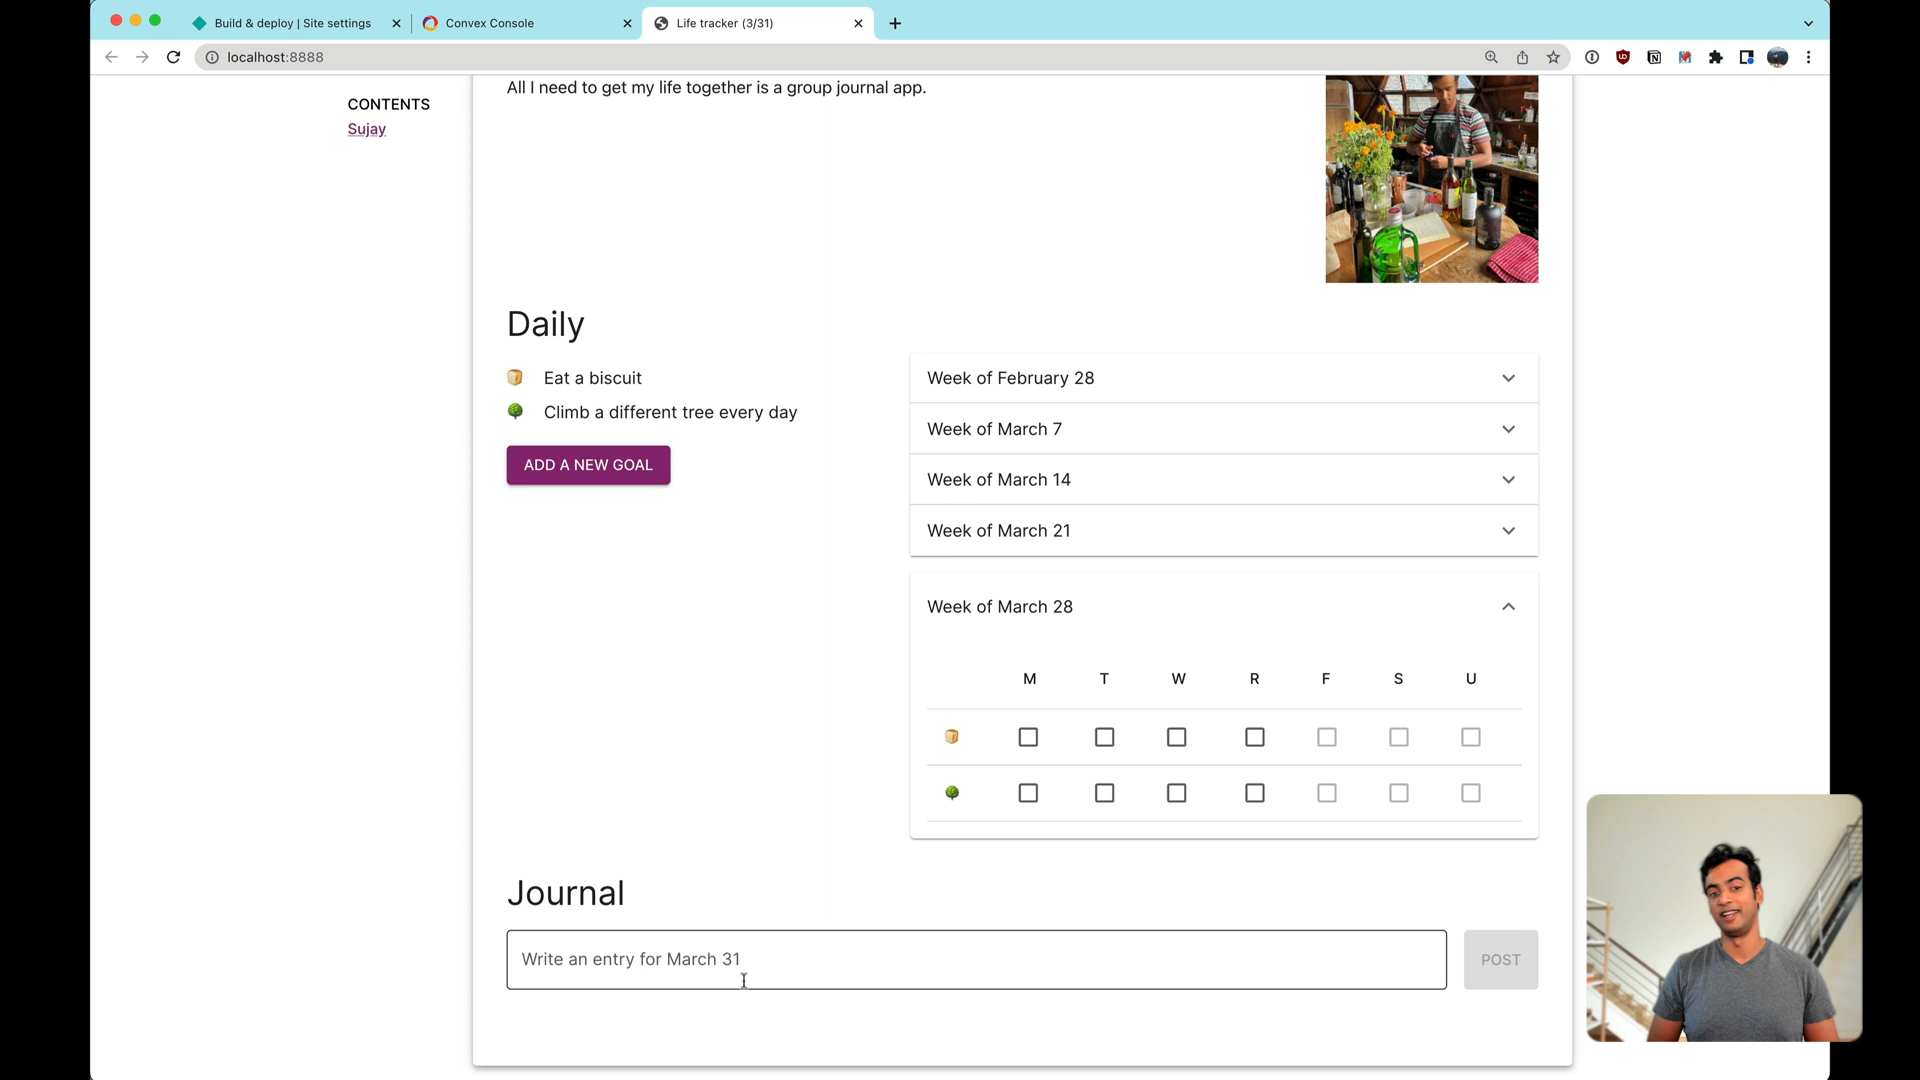 Build & deploy | Site settings
Convex Console
Life tracker (3/31)
localhost:8888
CONTENTS
Sujay
All I need to get my life together is a group journal app.
Daily
Eat a biscuit
Climb a different tree every day
ADD A NEW GOAL
Week of February 28
Week of March 7
Week of March 14
Week of March 21
Week of March 28
M T W R F S U
Journal
Write an entry for March 31
POST